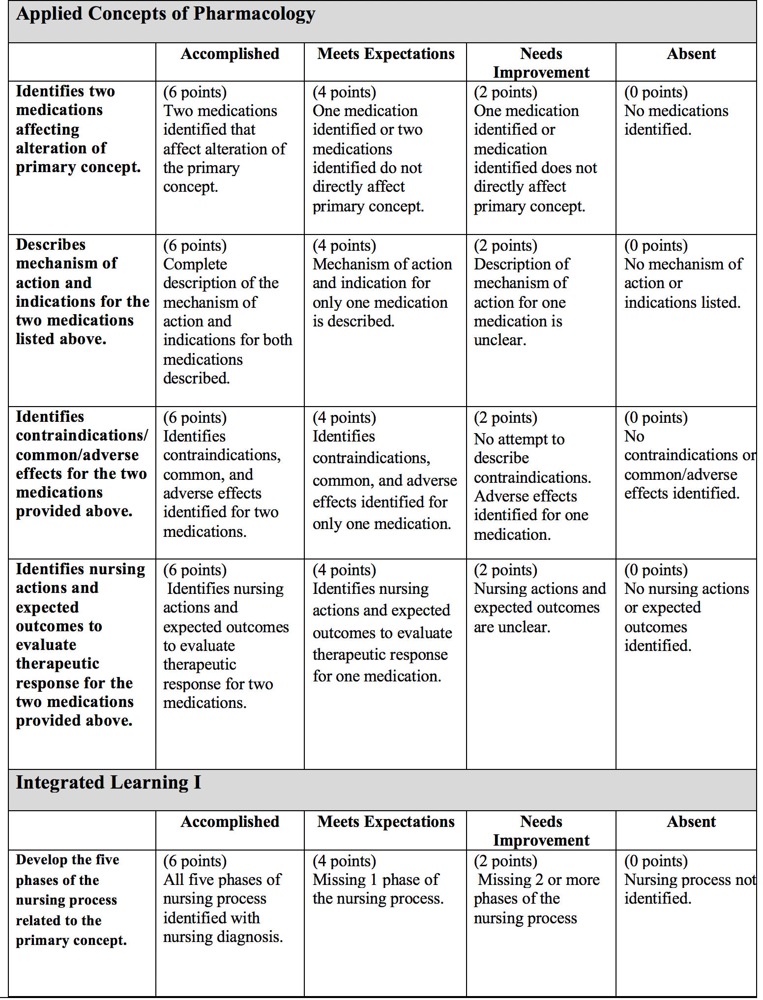 Applied Concepts of Pharmacology
Accomplished
Meets Expectations
Needs
Improvement
Absent
Identifies two
medications
affecting
alteration of
primary concept.
(6 points)
Two medications
identified that
affect alteration of
the primary
concept.
(4 points)
One medication
identified or two
medications
identified do not
directly affect
primary concept.
(2 points)
One medication
identified or
medication
identified does not
directly affect
primary concept.
(0 points)
No medications
identified.
Describes
mechanism of
action and
indications for the
two medications
listed above.
(6 points)
Complete
description of the
mechanism of
action and
indications for both
medications
described.
(4 points)
Mechanism of action
and indication for
only one medication
is described.
(2 points)
Description of
mechanism of
action for one
medication is
unclear.
(0 points)
No mechanism of
action or
indications listed.
Identifies
contraindications/
common/adverse
effects for the two
medications
provided above.
(6 points)
Identifies
contraindications,
common, and
adverse effects
identified for two
medications.
(4 points)
Identifies
contraindications,
common, and adverse
effects identified for
only one medication.
(2 points)
No attempt to
describe
contraindications.
Adverse effects
identified for one
medication.
(0 points)
No
contraindications or
common/adverse
effects identified.
Identifies nursing
actions and
expected
outcomes to
evaluate
therapeutic
response for the
two medications
provided above.
(6 points)
Identifies nursing
actions and
expected outcomes
to evaluate
therapeutic
response for two
medications.
(4 points)
Identifies nursing
actions and expected
outcomes to evaluate
therapeutic response
for one medication.
(2 points)
Nursing actions and
expected outcomes
are unclear.
(0 points)
No nursing actions
or expected
outcomes
identified.
Integrated Learning I
Accomplished
Meets Expectations
Needs
Improvement
Absent
Develop the five
phases of the
nursing process
related to the
primary concept.
(6 points)
All five phases of
nursing process
identified with
nursing diagnosis.
(4 points)
Missing 1 phase of
the nursing process.
(2 points)
Missing 2 or more
phases of the
nursing process
(0 points)
Nursing process not
identified.